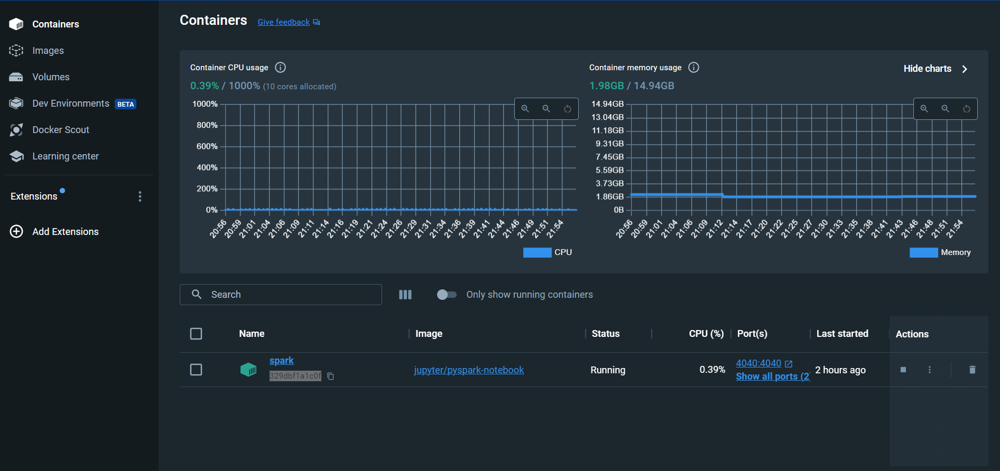 Containers
Images
Volumes
Dev Environments BETA
Docker Scout
Learning center
Extensions
Add Extensions
Containers Give feedback
Container CPU usage
0.39% / 1000% (10 cores allocated)
1000%
800%
600%
400%
200%
0%
20:56 20:59 21:01 21:04 21:06 21:09 21:11 21:14 21:16 21:19 21:21 21:24 21:26 21:29 21:31 21:34 21:36 21:39 21:41 21:44 21:46 21:49 21:51 21:54
CPU
Container memory usage
Hide charts
1.98GB / 14.94GB
14.94GB
13.04GB
11.18GB
9.31GB
7.45GB
5.59GB
3.73GB
1.86GB
0B
20:56 20:59 21:01 21:04 21:06 21:09 21:12 21:14 21:17 21:20 21:22 21:25 21:27 21:30 21:33 21:35 21:38 21:41 21:43 21:46 21:48 21:51 21:54
Memory
Search
Only show running containers
Name Image Status CPU (%) Port(s) Last started Actions
spark
329dbf1a1c0f
jupyter/pyspark-notebook Running 0.39%
4040:4040
Show all ports (2
2 hours ago